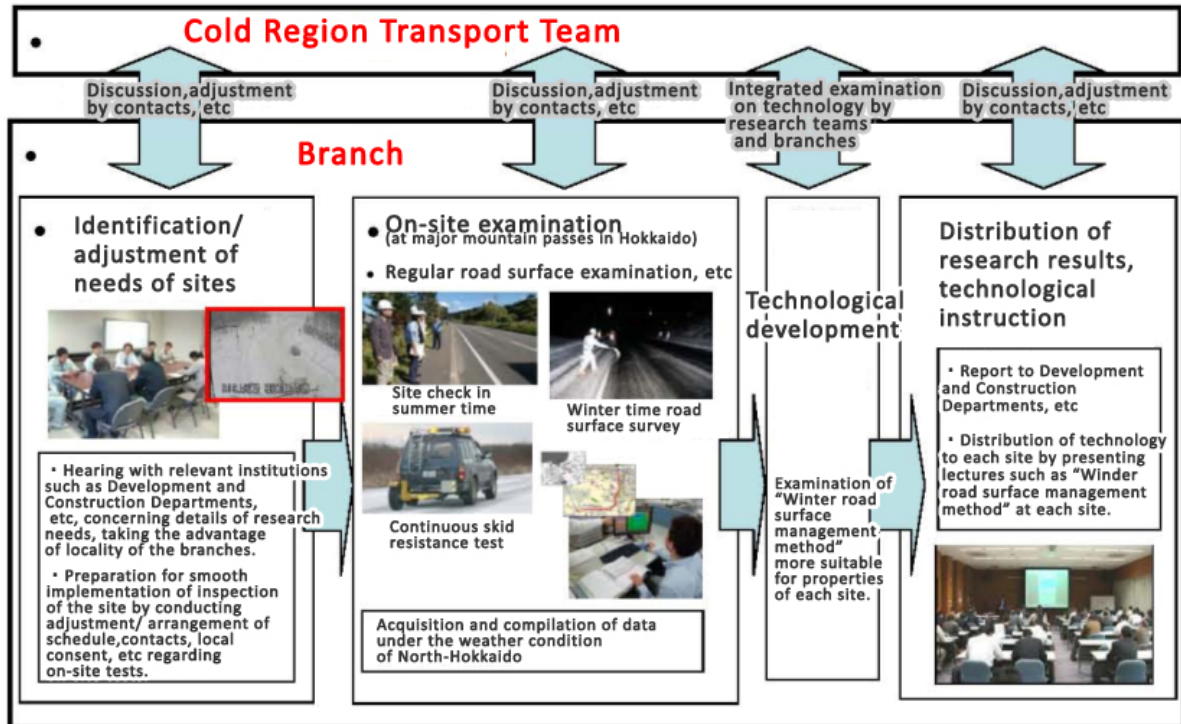 Cold Region Transport Team
Discussion,adjustment
by contacts, etc
Discussion,adjustment
by contacts, etc
Integrated examination
on technology by
research teams
and branches
Discussion,adjustment
by contacts, etc
Branch
Identification/
adjustment of
needs of sites
· Hearing with relevant institutions
such as Development and
Construction Departments,
etc, concerning details of research
needs, taking the advantage
of locality of the branches.
· Preparation for smooth
implementation of inspection
of the site by conducting
adjustment/ arrangement of
schedule,contacts, local
consent, etc regarding
on-site tests.
• On-site examination
(at major mountain passes in Hokkaido)
• Regular road surface examination, etc
Site check in
summer time
Winter time road
surface survey
Continuous skid
resistance test
Acquisition and compilation of data
under the weather condition
of North-Hokkaido
Technological
development
Examination of
“Winter road
surface
management
method”
more suitable
for properties
of each site.
Distribution of
research results,
technological
instruction
· Report to Development
and Construction
Departments, etc
· Distribution of technology
to each site by presenting
lectures such as “Winder
road surface management
method” at each site.